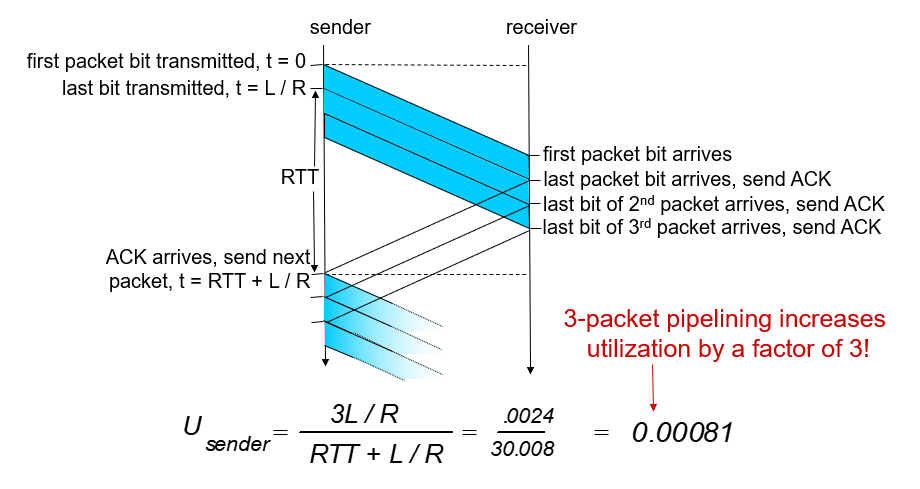 sender
receiver
first packet bit transmitted, t = 0
last bit transmitted, t = L / R
first packet bit arrives
RTT
last packet bit arrives, send ACK
last bit of 2nd packet arrives, send ACK
last bit of 3rd packet arrives, send ACK
ACK arrives, send next
packet, t = RTT + L / R
3-packet pipelining increases
utilization by a factor of 3!
U sender = 3L / R / RTT + L / R = .0024 / 30.008 = 0.00081